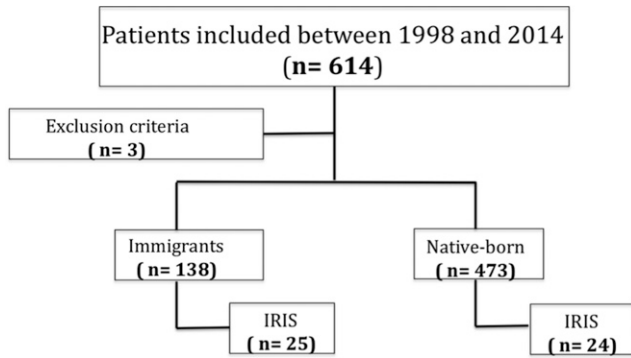 Patients included between 1998 and 2014
(n= 614)
Exclusion criteria
( n= 3)
Immigrants
( n= 138)
Native-born
( n= 473)
IRIS
( n= 25)
IRIS
( n= 24)